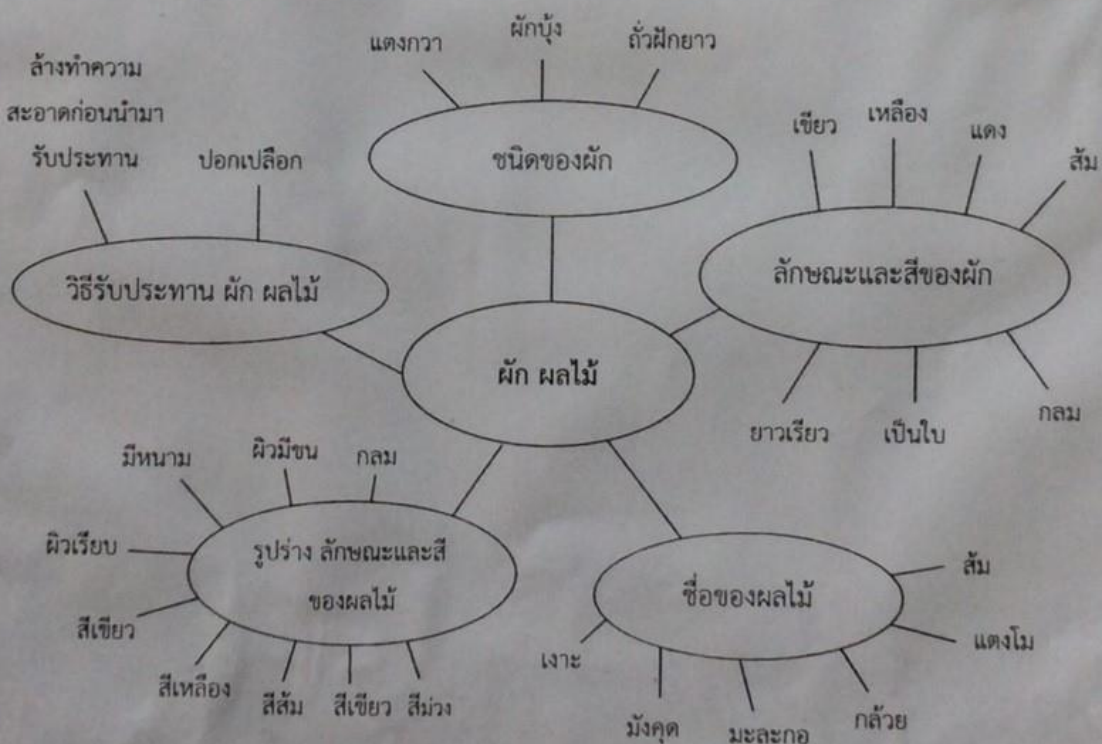 แตงกวา
ผักบุ้ง
ถั่วฝักยาว
ชนิดของผัก
ล้างทำความ
สะอาดก่อนนำมา
รับประทาน
ปอกเปลือก
วิธีรับประทาน ผัก ผลไม้
เขียว
เหลือง
แดง
ส้ม
ลักษณะและสีของผัก
ยาวเรียว
เป็นใบ
กลม
ผัก ผลไม้
มีหนาม
ผิวมีขน
กลม
ผิวเรียบ
สีเขียว
สีเหลือง
สีส้ม
สีเขียว
สีม่วง
รูปร่าง ลักษณะและสี
ของผลไม้
ชื่อของผลไม้
ส้ม
แตงโม
เงาะ
มังคุด
มะละกอ
กล้วย